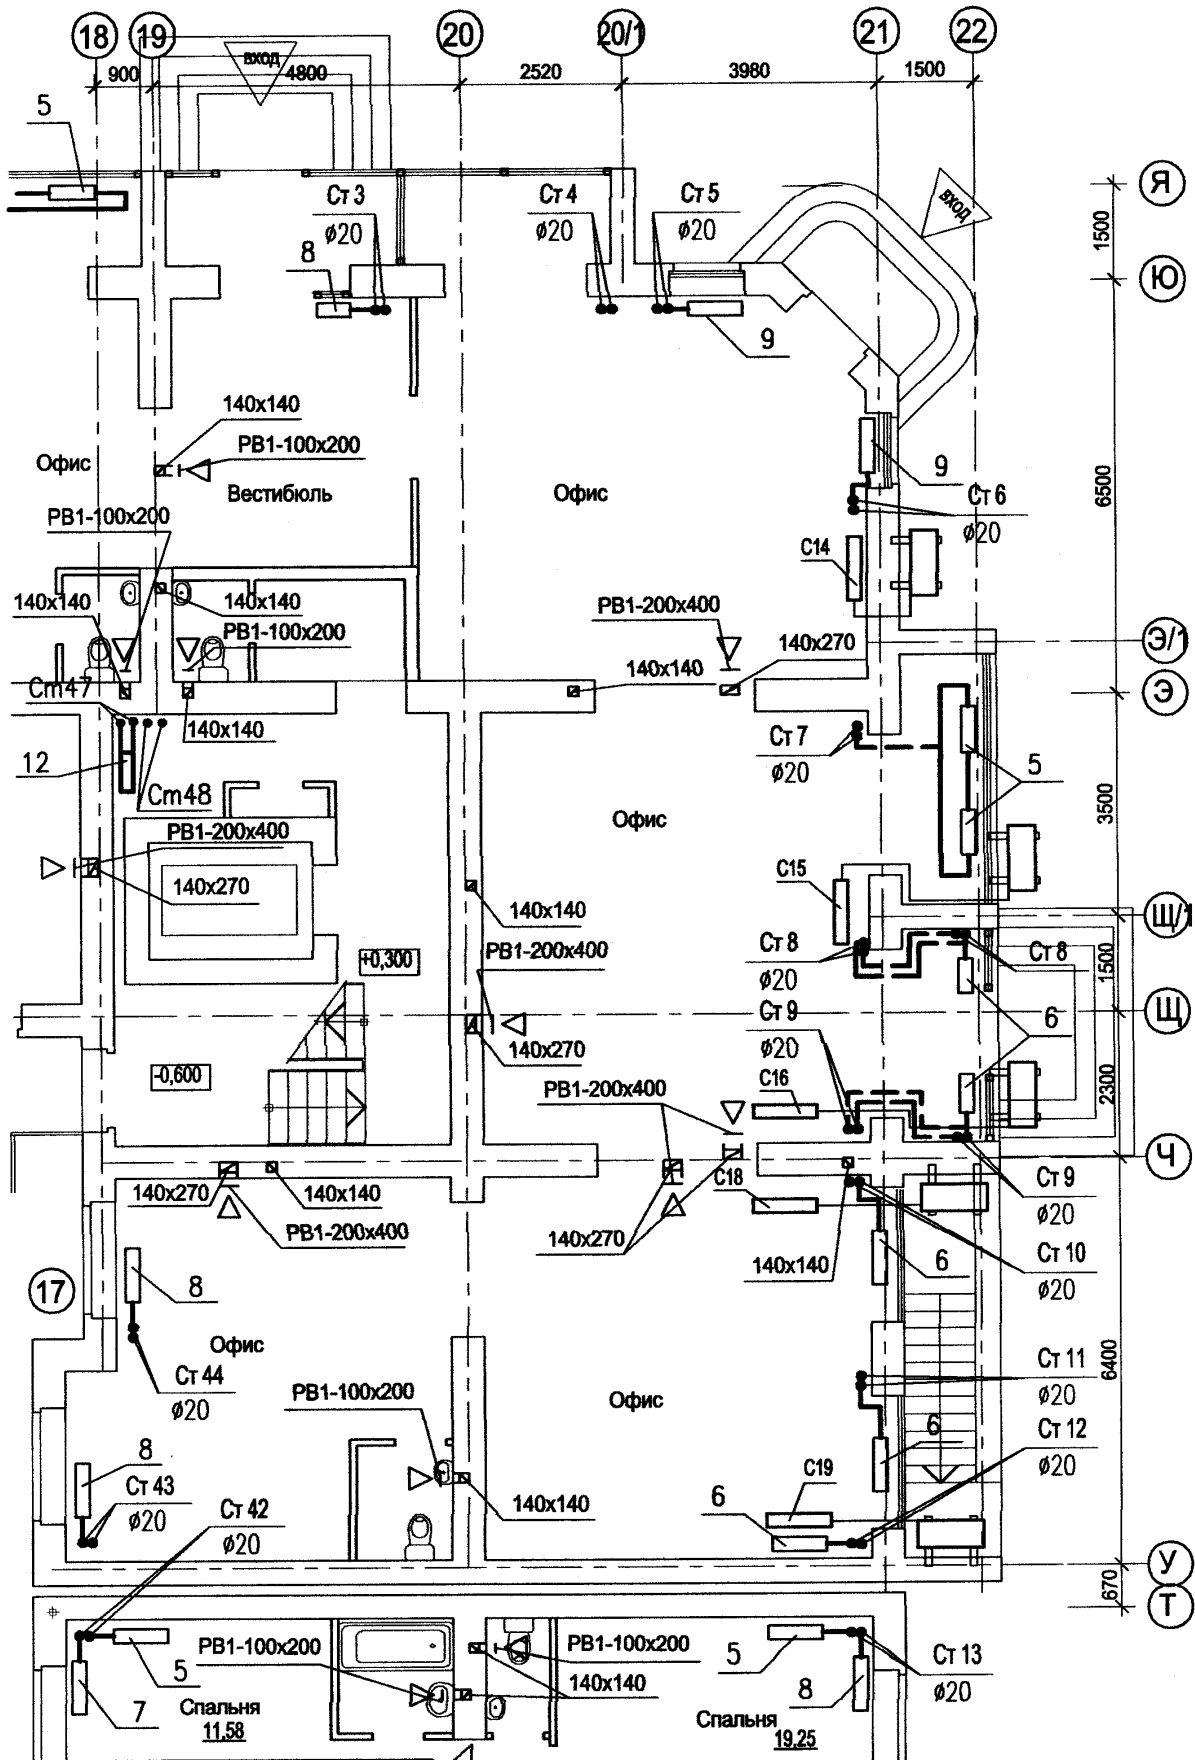 18
19
20
20/1
21
22
900
4800
2520
3980
1500
вход
5
Ст 3
ø20
Ст 4
ø20
Ст 5
ø20
вход
Я
1500
Ю
8
9
140x140
РВ1-100x200
Офис
Вестибюль
Офис
9
Ст 6
ø20
6500
РВ1-100x200
С14
140x140
140x140
РВ1-100x200
РВ1-200x400
140x270
140x140
Э/1
Э
Ст47
140x140
Ст 7
ø20
5
12
Ст48
РВ1-200x400
140x270
Офис
3500
С15
140x140
Щ/1
+0,300
РВ1-200x400
Ст 8
ø20
Ст 8
1500
Щ
140x270
Ст 9
ø20
6
-0,600
РВ1-200x400
С16
2300
Ч
140x270
140x140
РВ1-200x400
С18
140x270
140x140
Ст 9
ø20
6
Ст 10
ø20
17
8
Офис
Ст 44
ø20
РВ1-100x200
Офис
Ст 11
ø20
6400
6
Ст 12
ø20
8
Ст 43
ø20
Ст 42
ø20
140x140
С19
6
У
670
Т
РВ1-100x200
РВ1-100x200
5
7
140x140
5
8
Ст 13
ø20
Спальня
11,58
Спальня
19,25